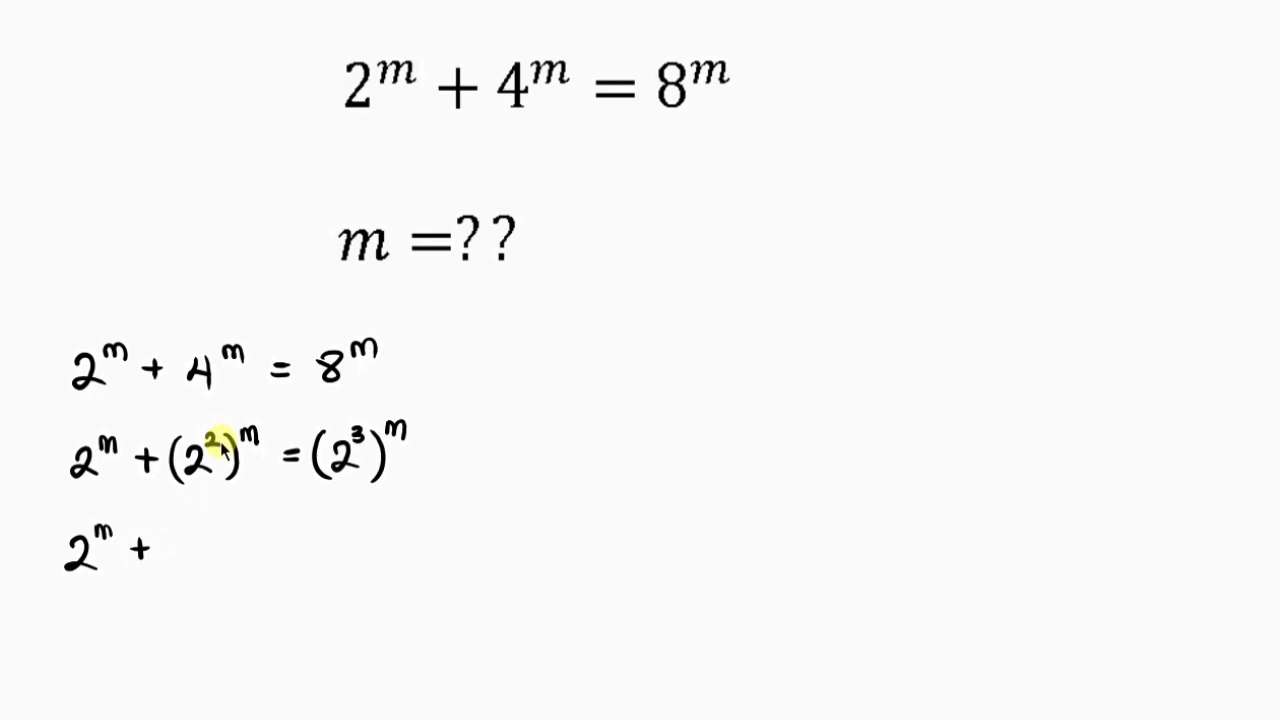 2^m + 4^m = 8^m
m =??
2^m + 4^m = 8^m
2^m + (2^2)^m = (2^3)^m
2^m +